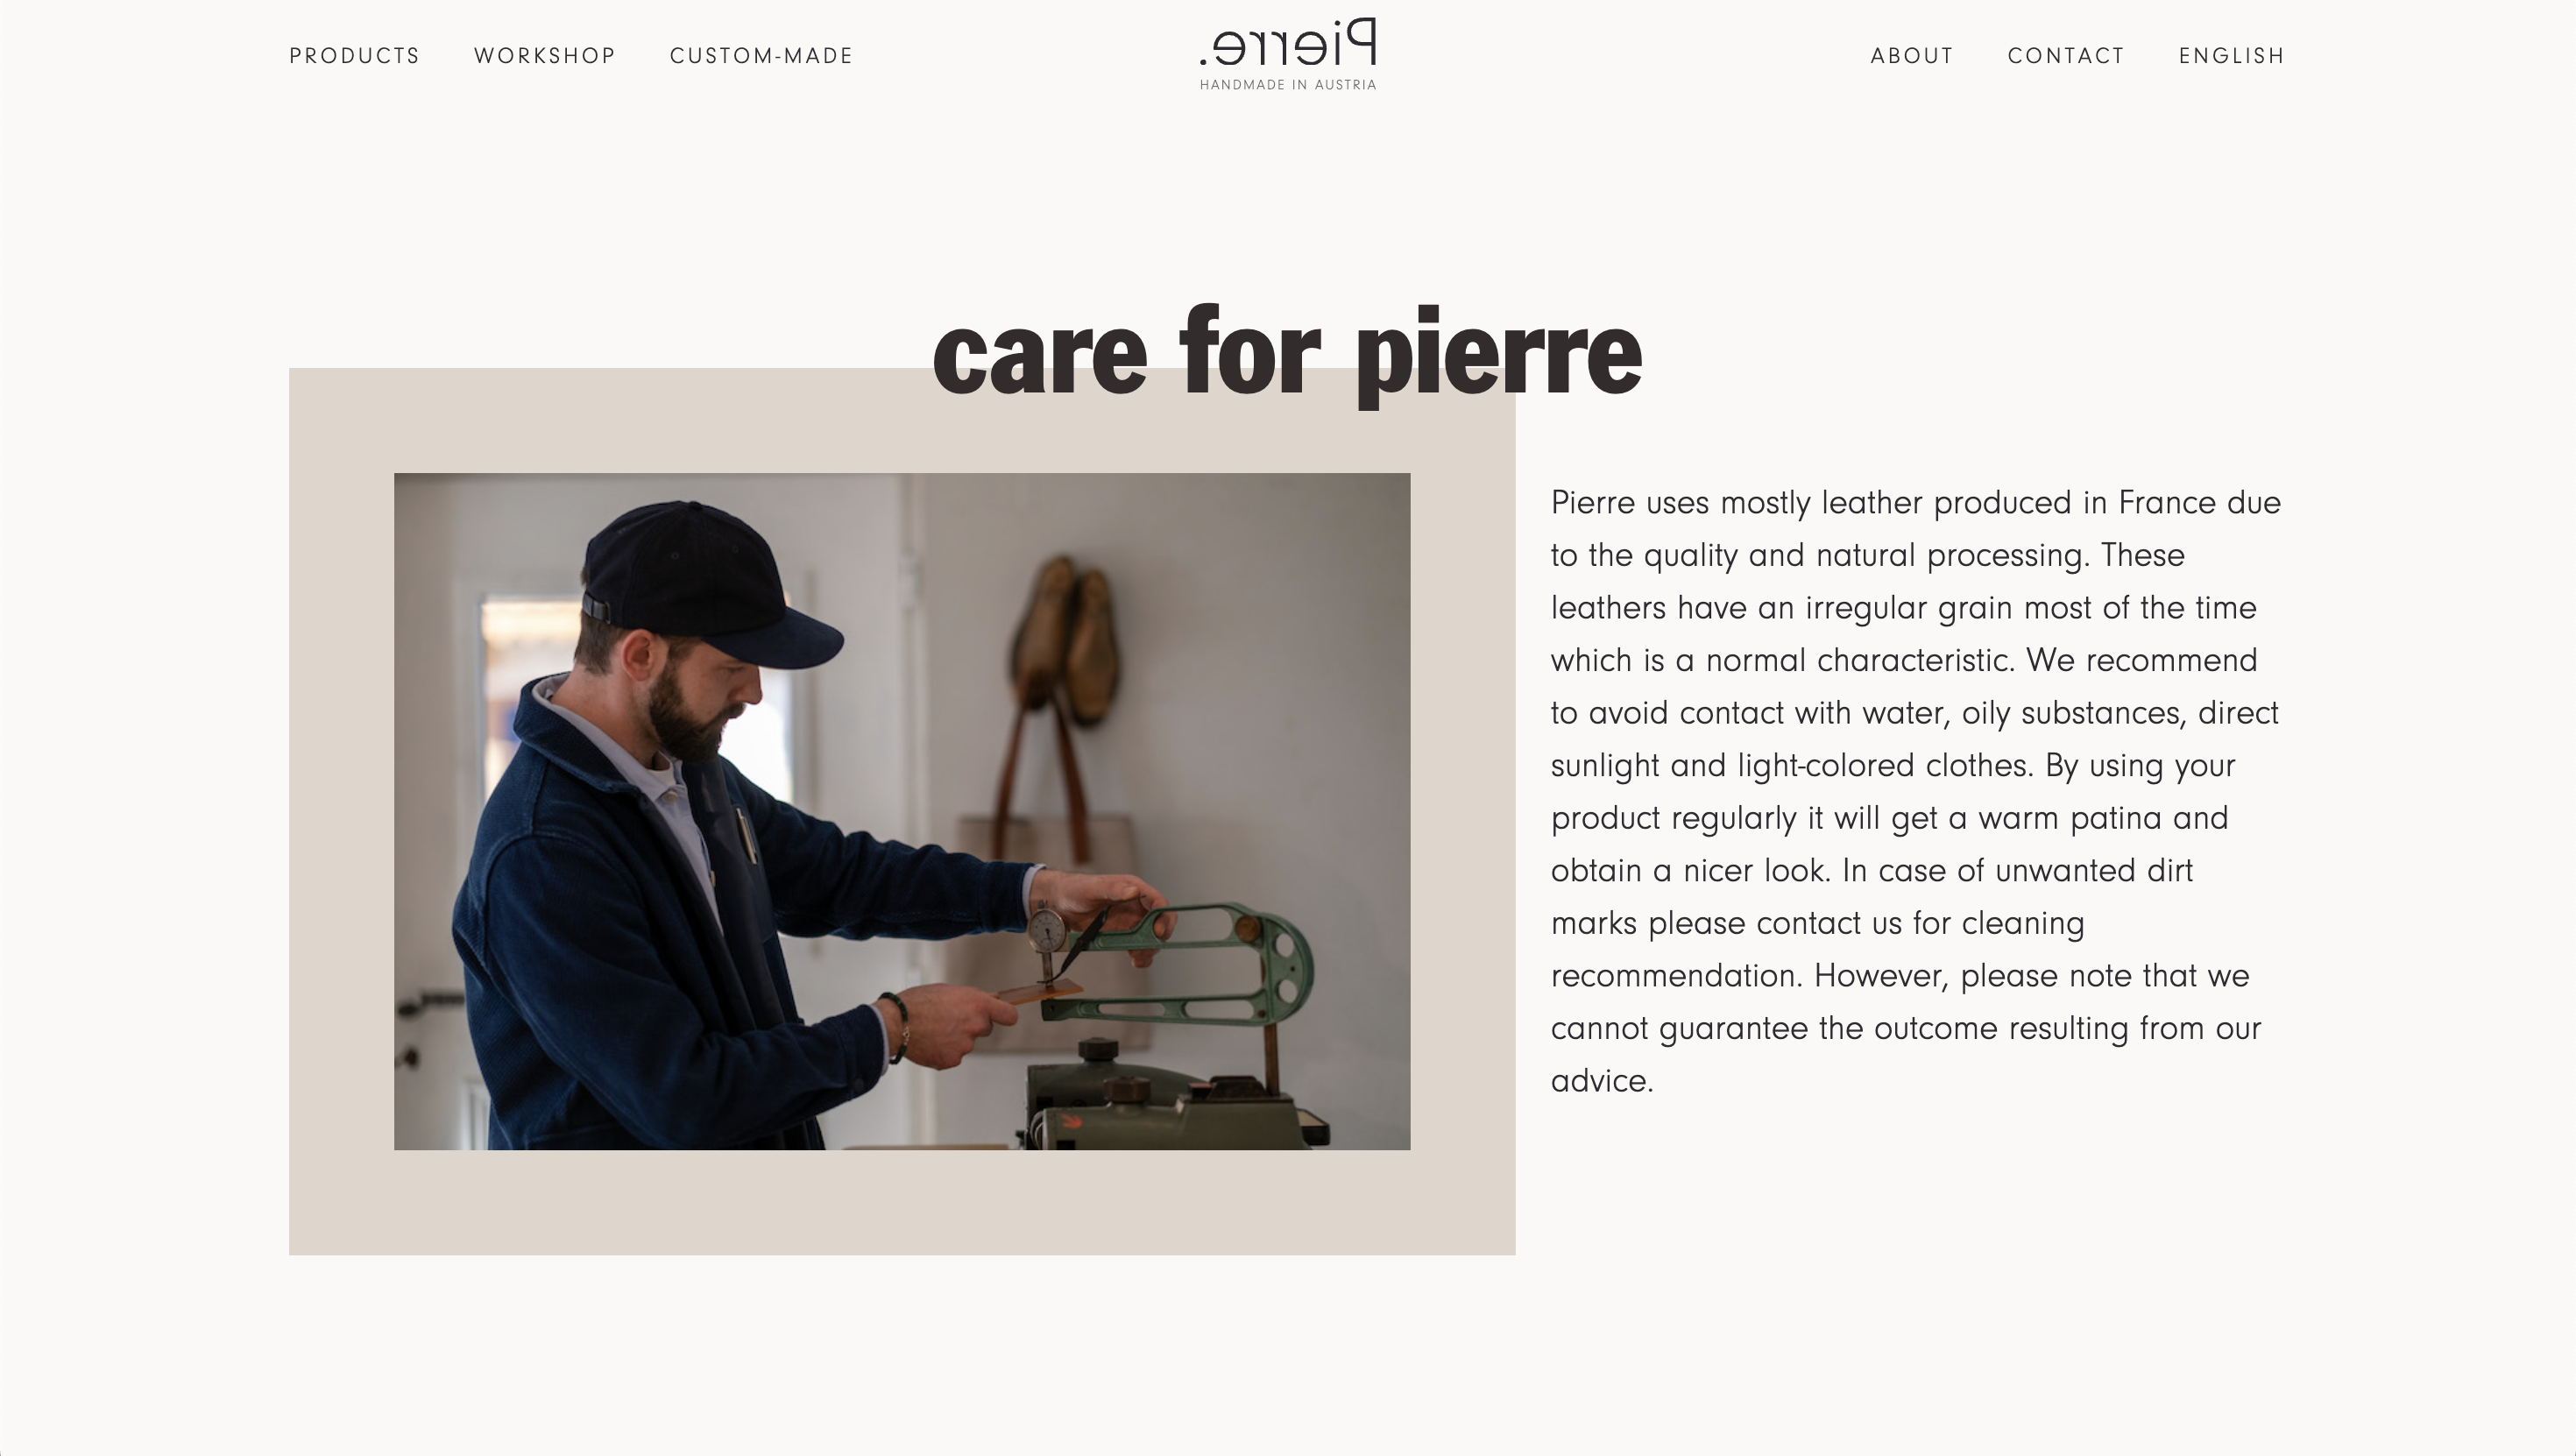 PRODUCTS WORKSHOP CUSTOM-MADE Pierre. ABOUT CONTACT ENGLISH
HANDMADE IN AUSTRIA
care for pierre
Pierre uses mostly leather produced in France due
to the quality and natural processing. These
leathers have an irregular grain most of the time
which is a normal characteristic. We recommend
to avoid contact with water, oily substances, direct
sunlight and light-colored clothes. By using your
product regularly it will get a warm patina and
obtain a nicer look. In case of unwanted dirt
marks please contact us for cleaning
recommendation. However, please note that we
cannot guarantee the outcome resulting from our
advice.